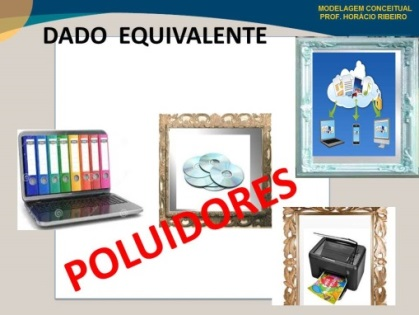 MODELAGEM CONCEITUAL
PROF. HORÁCIO RIBEIRO
DADO EQUIVALENTE
POLUIDORES